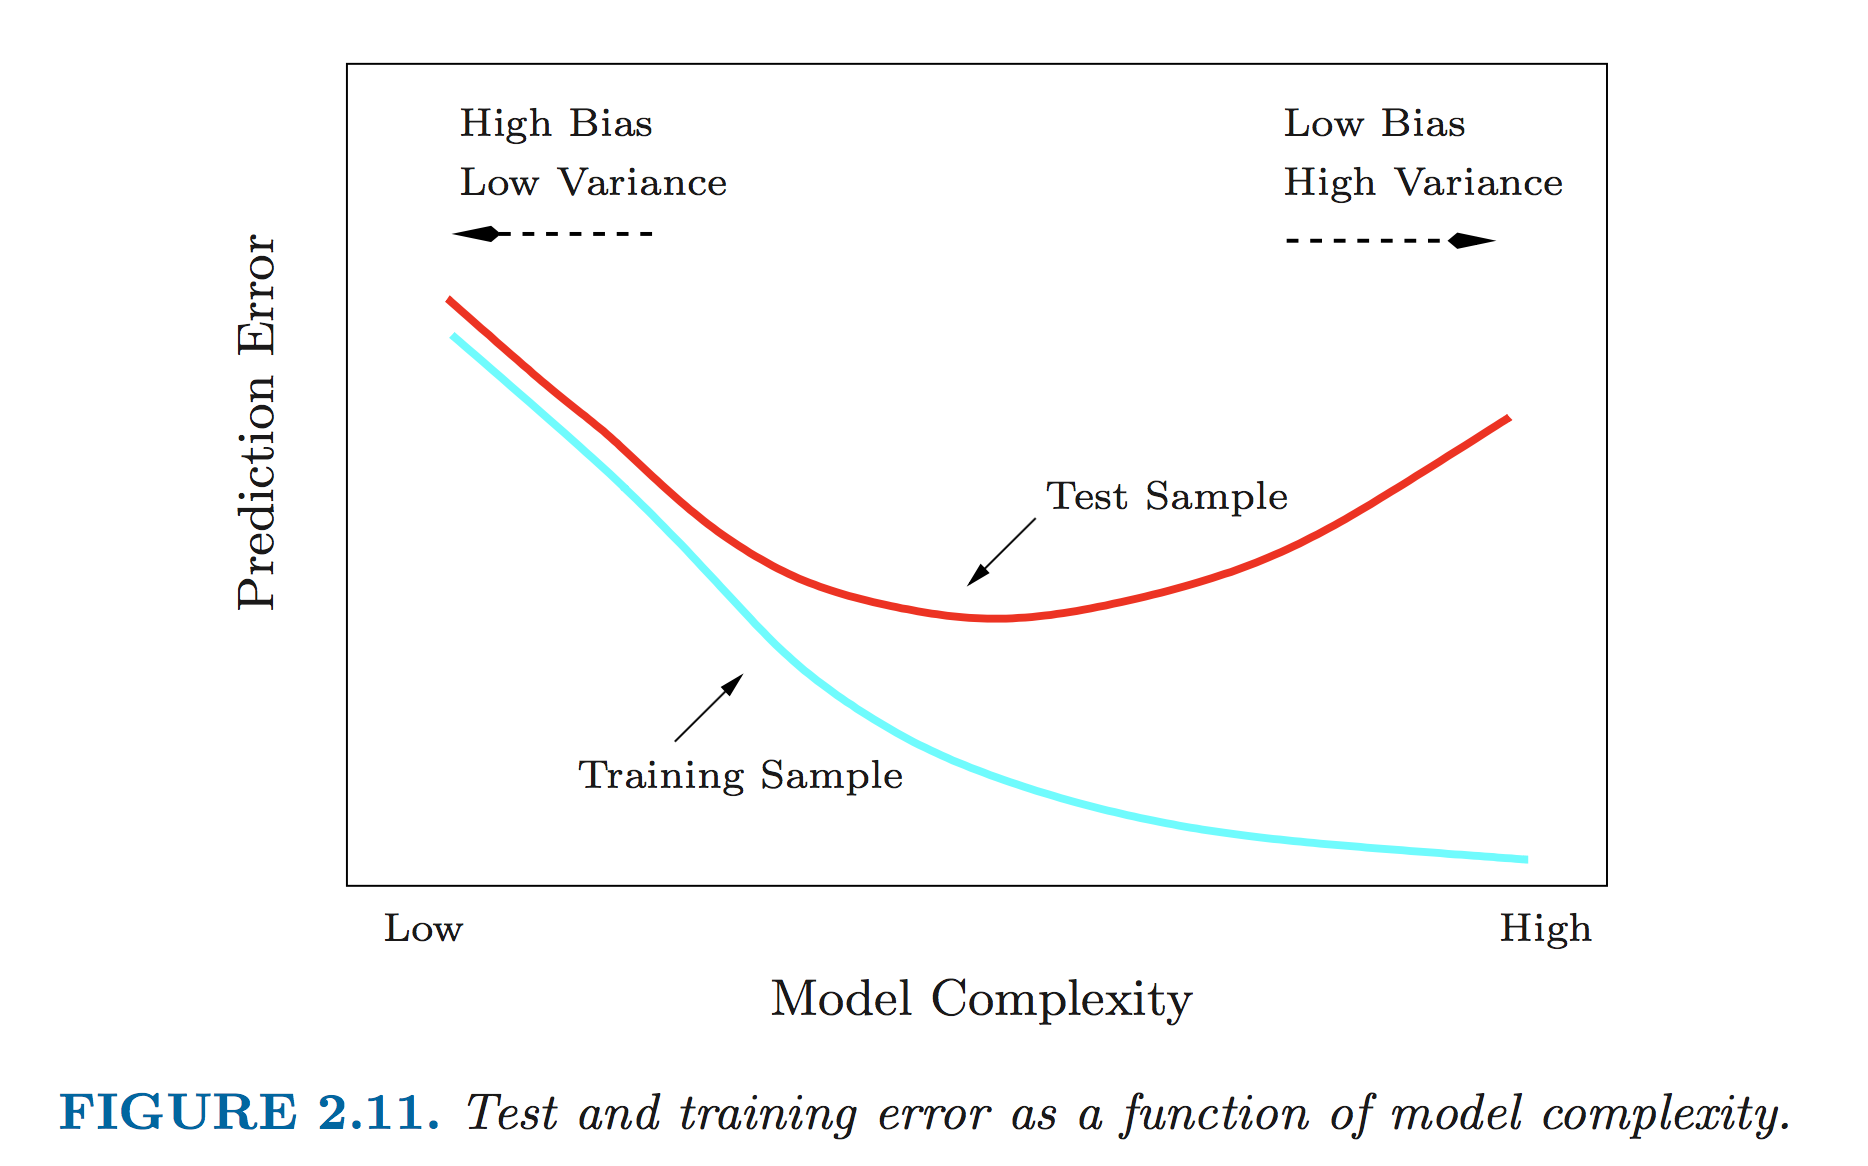 High Bias
Low Variance
Low Bias
High Variance
Prediction Error
Test Sample
Training Sample
Low
High
Model Complexity
FIGURE 2.11. Test and training error as a function of model complexity.